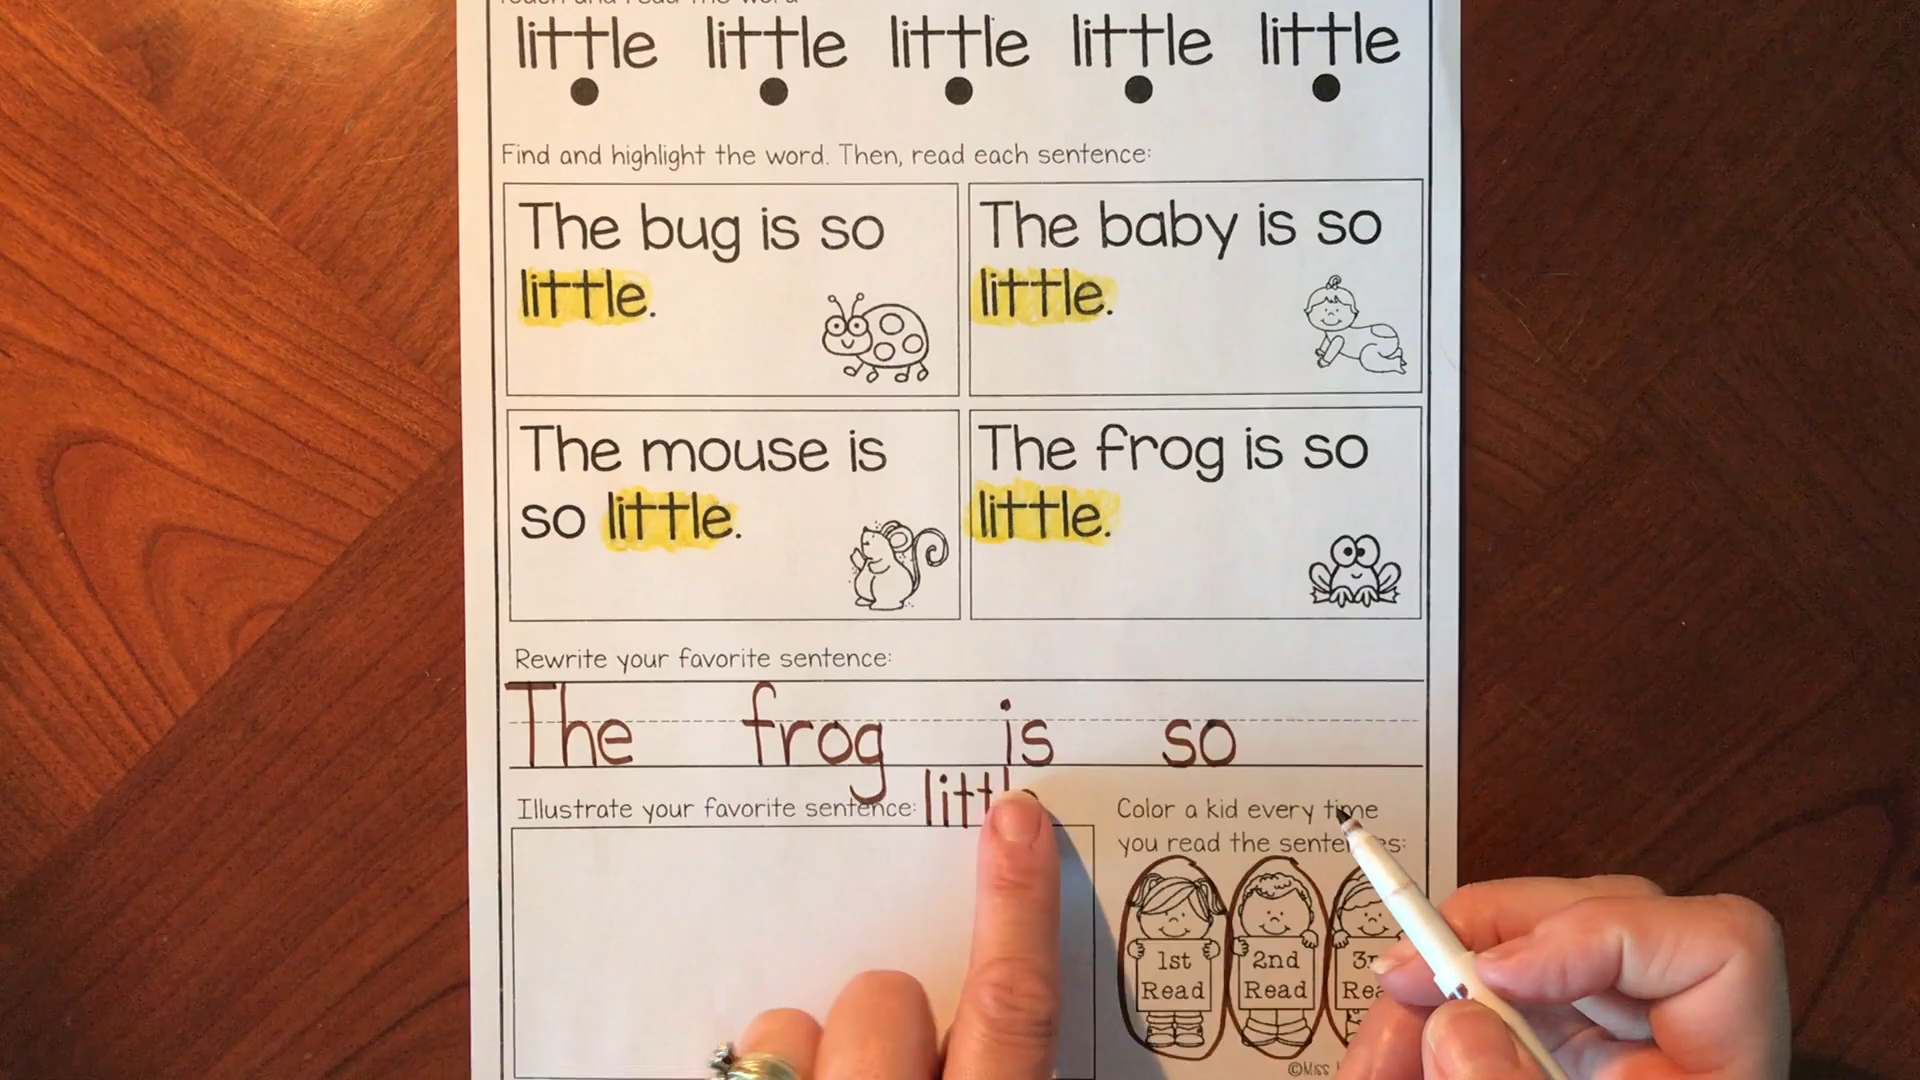 little little little little little
Find and highlight the word. Then, read each sentence:
The bug is so
little.
The baby is so
little.
The mouse is
so little.
The frog is so
little.
Rewrite your favorite sentence:
The frog is so
Illustrate your favorite sentence:
Color a kid every time
you read the
1st
Read
2nd
Read
©Miss